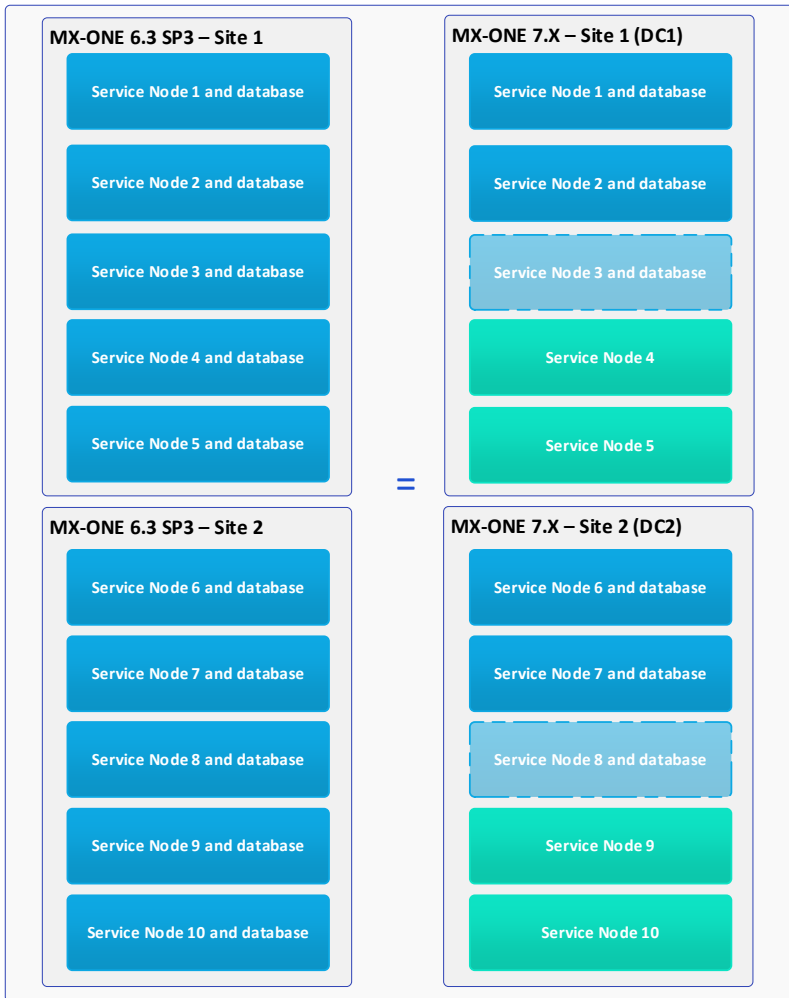 MX-ONE 6.3 SP3 – Site 1
Service Node 1 and database
Service Node 2 and database
Service Node 3 and database
Service Node 4 and database
Service Node 5 and database
MX-ONE 7.X – Site 1 (DC1)
Service Node 1 and database
Service Node 2 and database
Service Node 3 and database
Service Node 4
Service Node 5
=
MX-ONE 6.3 SP3 – Site 2
Service Node 6 and database
Service Node 7 and database
Service Node 8 and database
Service Node 9 and database
Service Node 10 and database
MX-ONE 7.X – Site 2 (DC2)
Service Node 6 and database
Service Node 7 and database
Service Node 8 and database
Service Node 9
Service Node 10